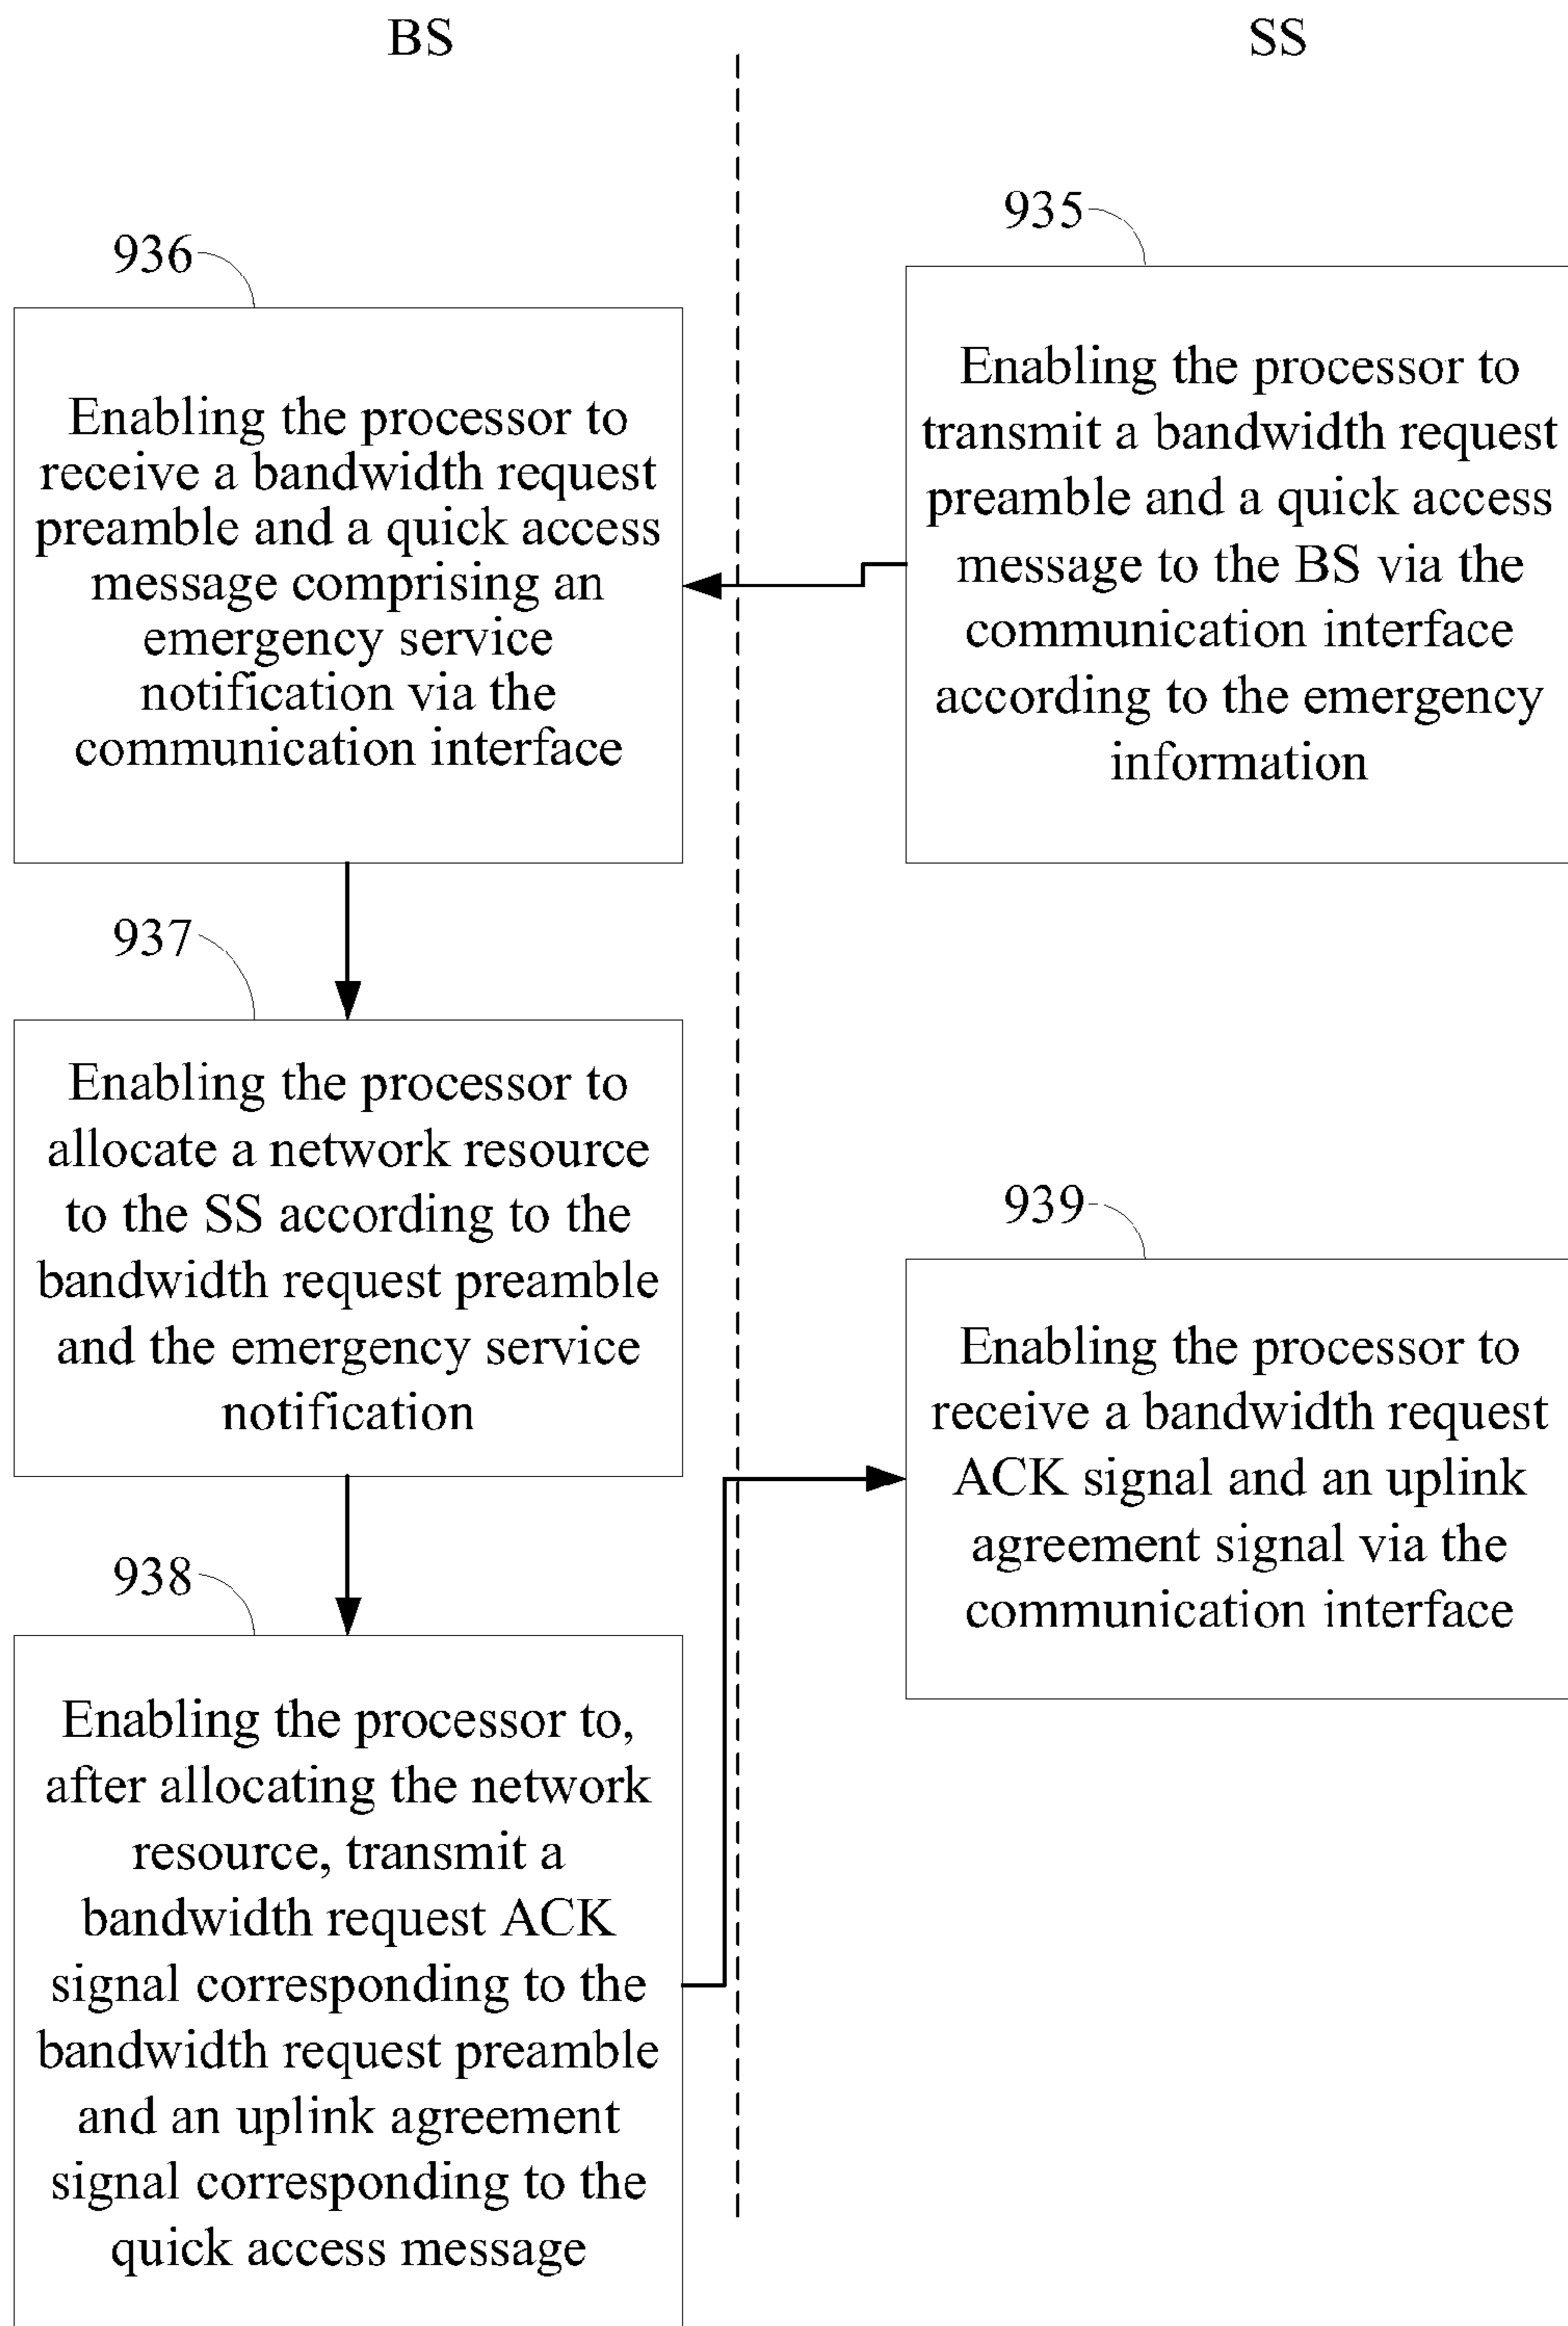 BS
SS
935
Enabling the processor to
transmit a bandwidth request
preamble and a quick access
message to the BS via the
communication interface
according to the emergency
information
936
Enabling the processor to
receive a bandwidth request
preamble and a quick access
message comprising an
emergency service
notification via the
communication interface
937
Enabling the processor to
allocate a network resource
to the SS according to the
bandwidth request preamble
and the emergency service
notification
938
Enabling the processor to,
after allocating the network
resource, transmit a
bandwidth request ACK
signal corresponding to the
bandwidth request preamble
and an uplink agreement
signal corresponding to the
quick access message
939
Enabling the processor to
receive a bandwidth request
ACK signal and an uplink
agreement signal via the
communication interface